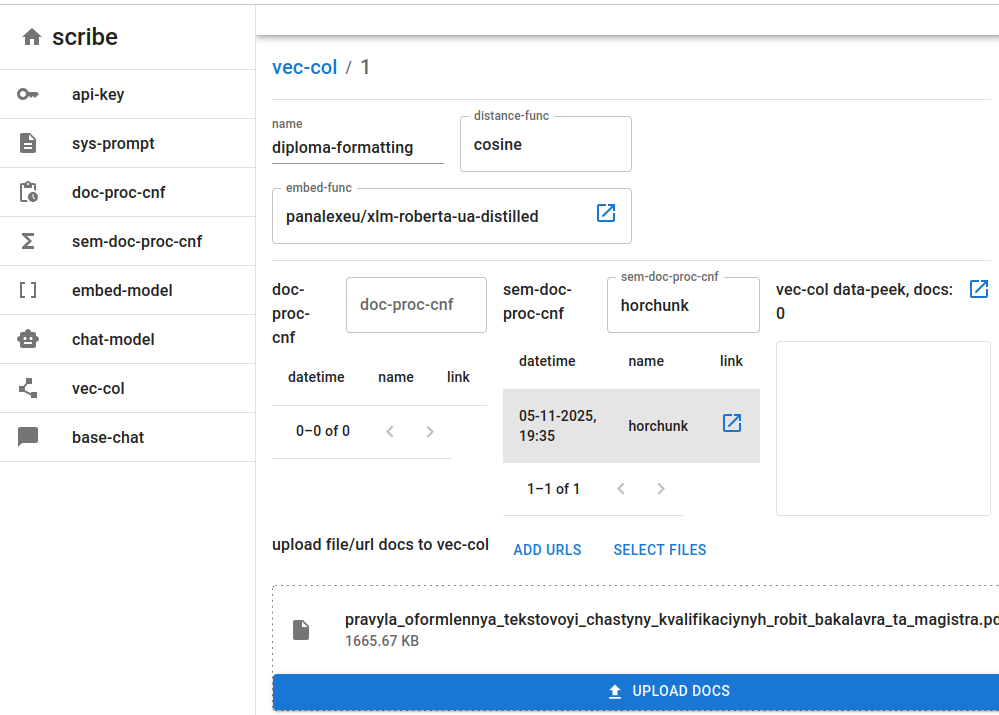 scribe
api-key
sys-prompt
doc-proc-cnf
sem-doc-proc-cnf
embed-model
chat-model
vec-col
base-chat
vec-col / 1
name
diploma-formatting
distance-func
cosine
embed-func
panalexeu/xlm-roberta-ua-distilled
doc-
proc-
cnf
doc-proc-cnf
datetime name link
0–0 of 0
sem-doc-
proc-cnf
sem-doc-proc-cnf
horchunk
datetime name link
05-11-2025,
19:35
horchunk
1–1 of 1
vec-col data-peek, docs:
0
upload file/url docs to vec-col
ADD URLS SELECT FILES
pravyla_oformlennya_tekstovoyi_chastyny_kvalifikaciynyh_robit_bakalavra_ta_magistra.pd
1665.67 KB
UPLOAD DOCS